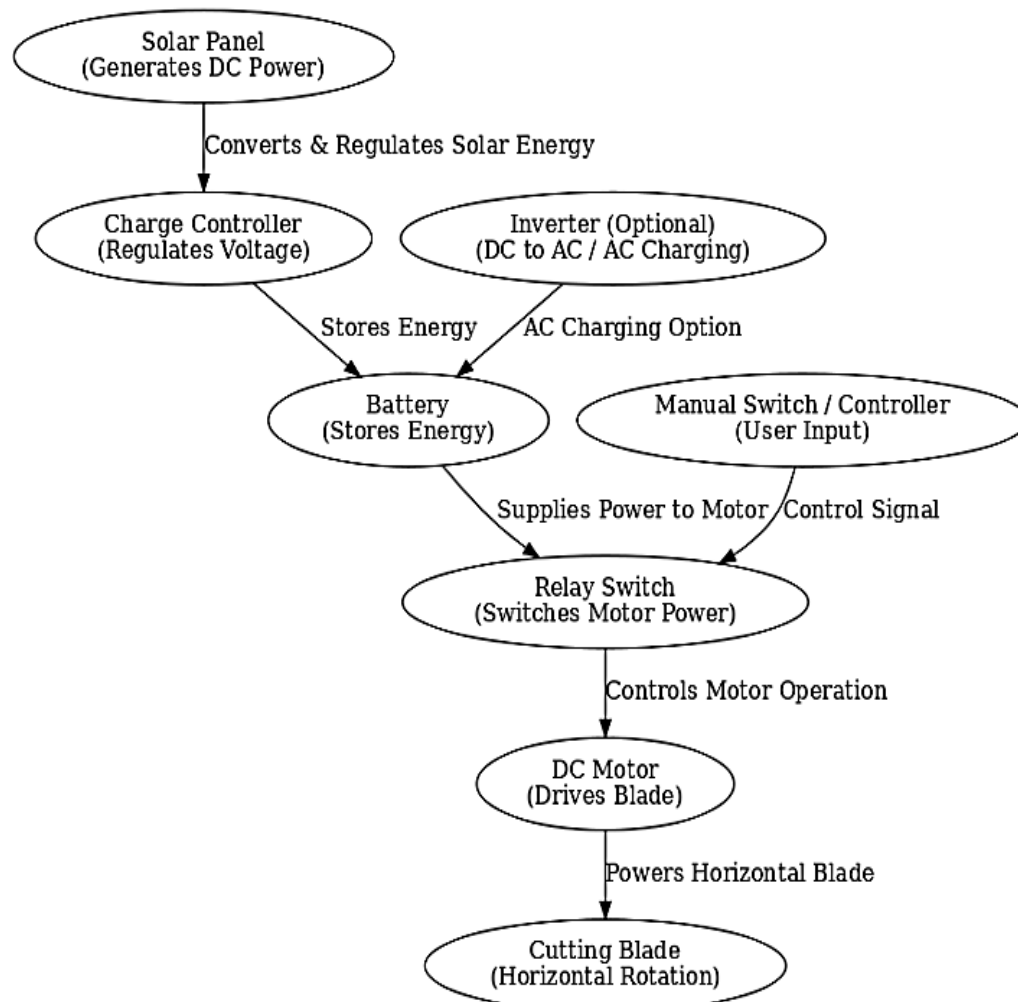 Solar Panel
(Generates DC Power)
Converts & Regulates Solar Energy
Charge Controller
(Regulates Voltage)
Inverter (Optional)
(DC to AC / AC Charging)
Stores Energy
AC Charging Option
Battery
(Stores Energy)
Manual Switch / Controller
(User Input)
Supplies Power to Motor
Control Signal
Relay Switch
(Switches Motor Power)
Controls Motor Operation
DC Motor
(Drives Blade)
Powers Horizontal Blade
Cutting Blade
(Horizontal Rotation)